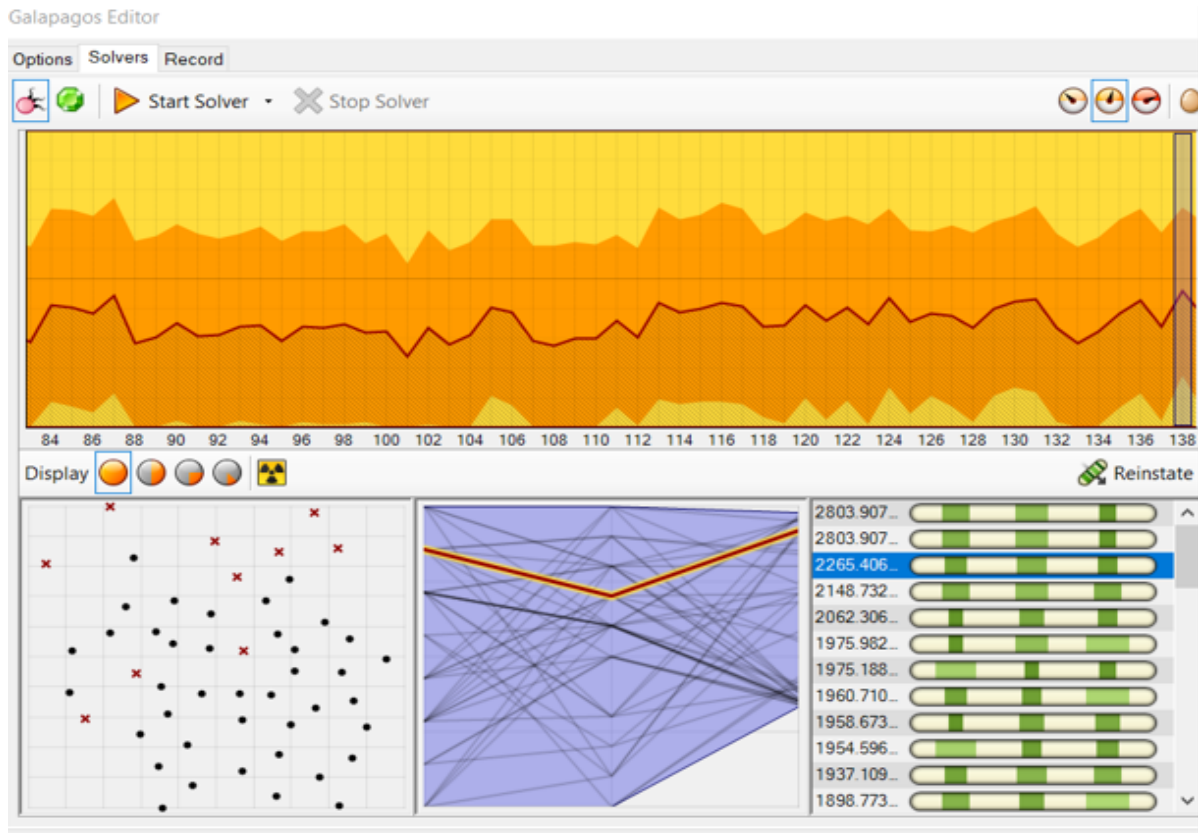 Galapagos Editor
Options Solvers Record
Start Solver Stop Solver
84 86 88 90 92 94 96 98 100 102 104 106 108 110 112 114 116 118 120 122 124 126 128 130 132 134 136 138
Display Reinstate
2803.907...
2803.907...
2265.406...
2148.732...
2062.306...
1975.982...
1975.188...
1960.710...
1958.673...
1954.596...
1937.109...
1898.773...